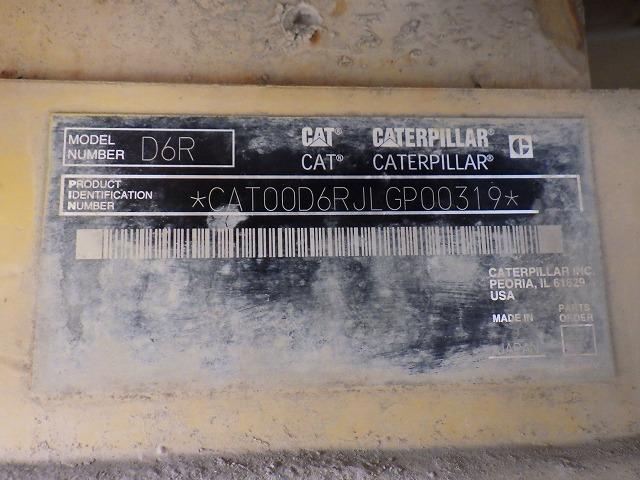 MODEL NUMBER D6R
CAT® CATERPILLAR® C
CAT® CATERPILLAR®
PRODUCT IDENTIFICATION NUMBER *CAT00D6RJLGP00319*
CATERPILLAR INC
PEORIA, IL 61629
USA
MADE IN PARTS ORDER
JAPAN